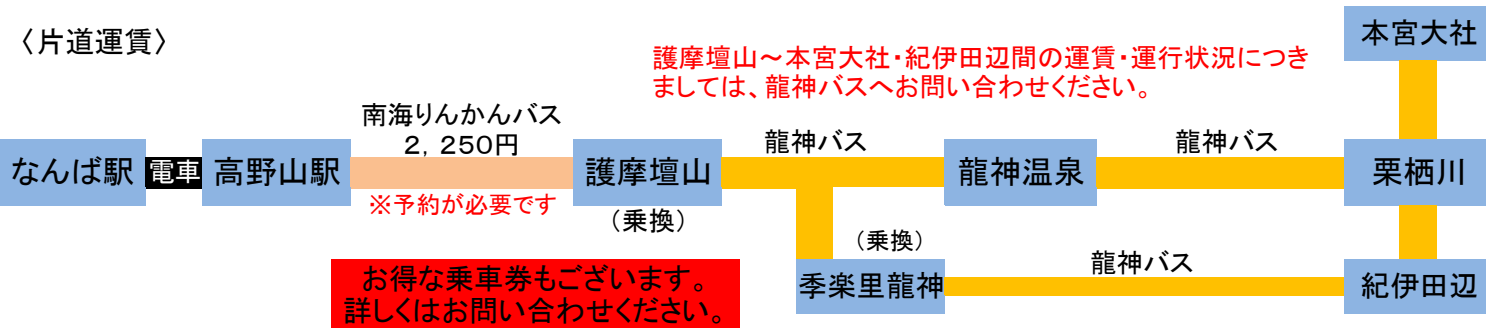 〈片道運賃〉
護摩壇山～本宮大社・紀伊田辺間の運賃・運行状況につき
ましては、龍神バスへお問い合わせください。
本宮大社
南海りんかんバス
２，２５０円
※予約が必要です
龍神バス
龍神バス
なんば駅
電車
高野山駅
護摩壇山
（乗換）
龍神温泉
栗栖川
お得な乗車券もございます。
詳しくはお問い合わせください。
（乗換）
季楽里龍神
龍神バス
紀伊田辺